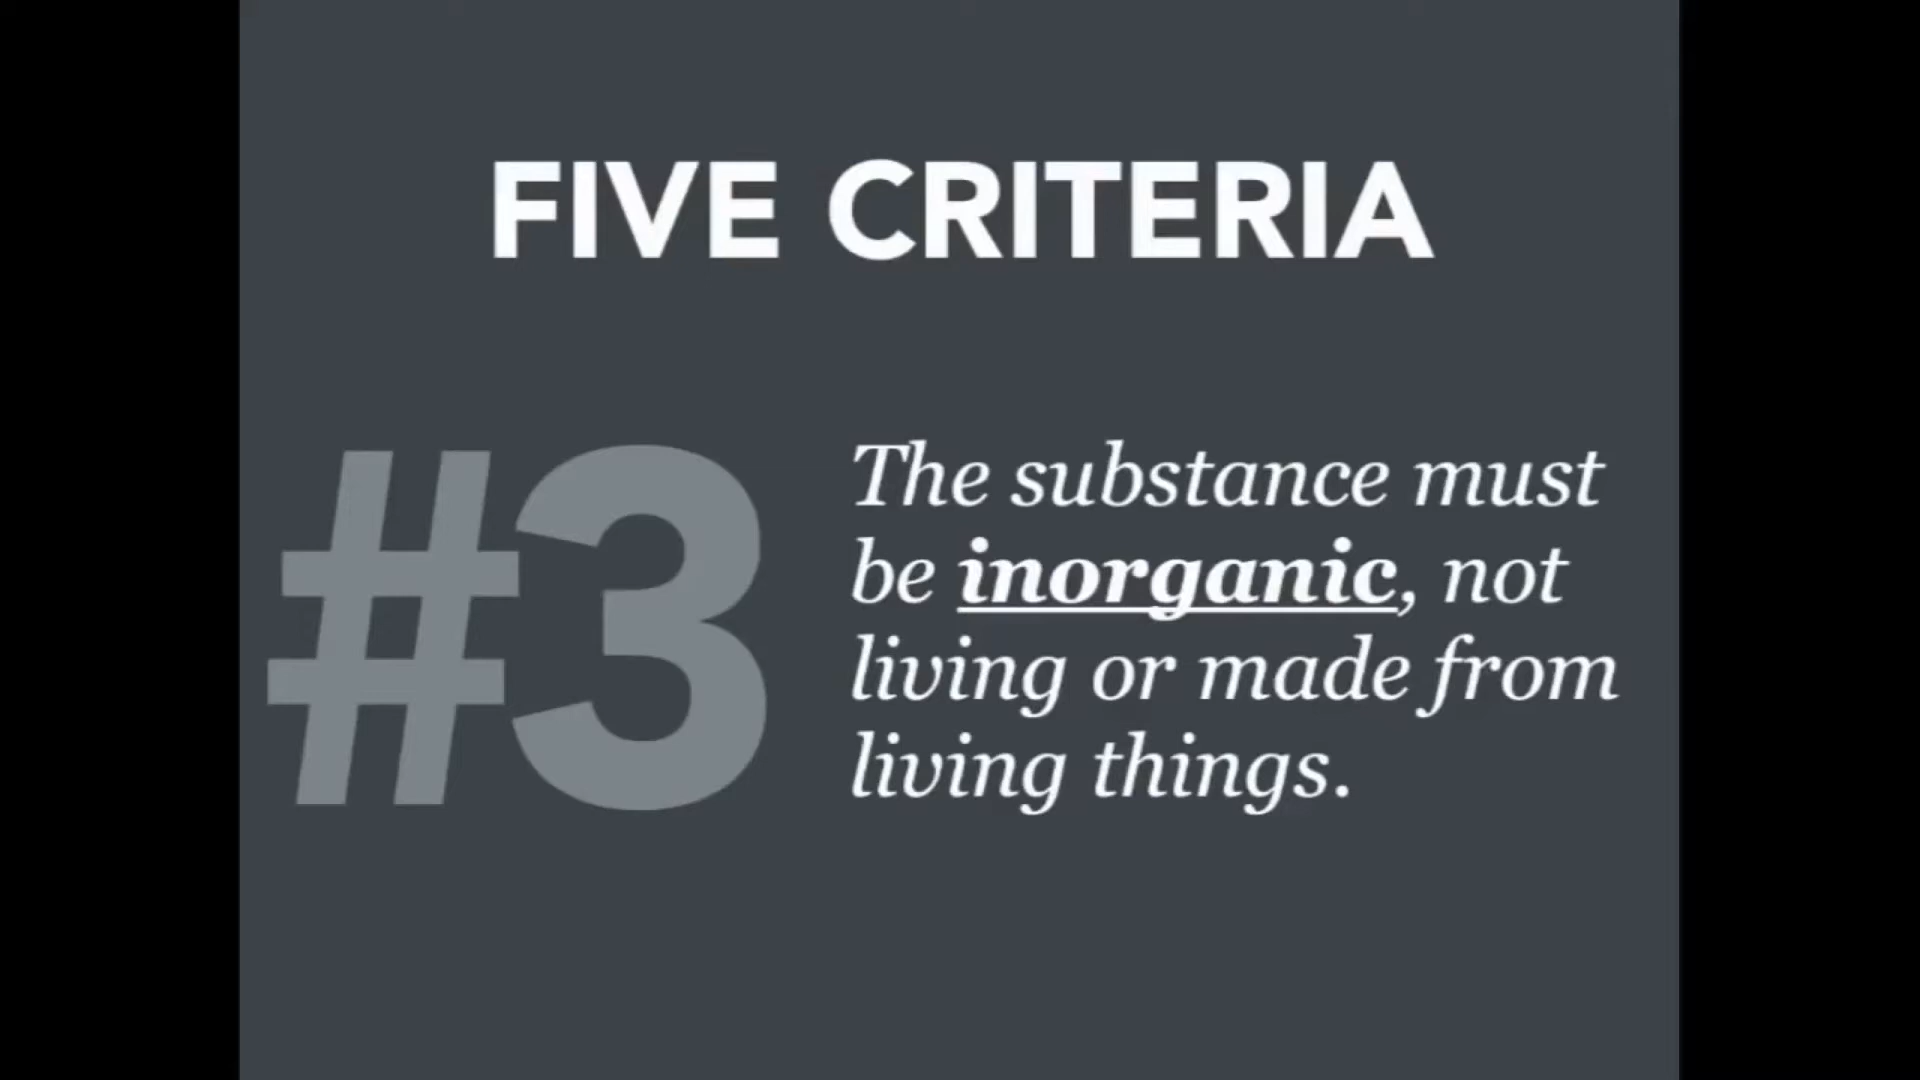 FIVE CRITERIA
#3
The substance must
be inorganic, not
living or made from
living things.